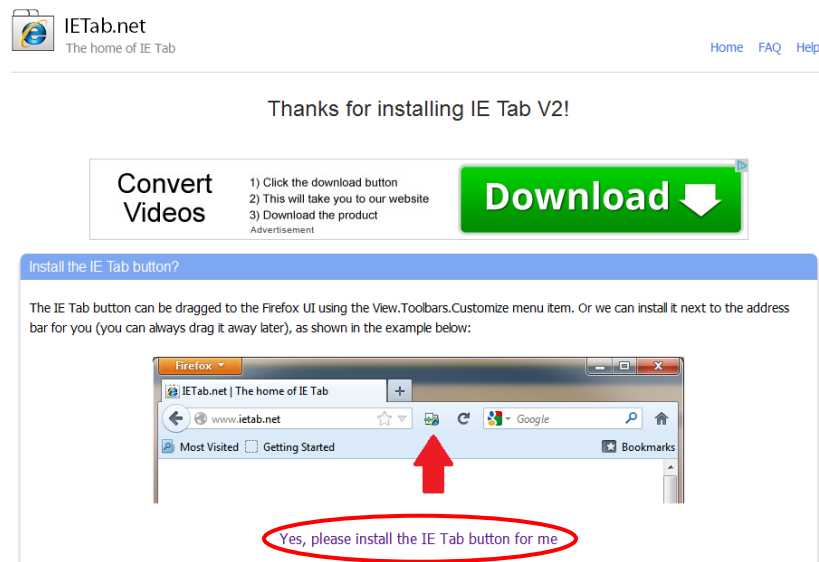 IETab.net
The home of IE Tab
Home FAQ Help
Thanks for installing IE Tab V2!
Convert
Videos
1) Click the download button
2) This will take you to our website
3) Download the product
Advertisement
Download
Install the IE Tab button?
The IE Tab button can be dragged to the Firefox UI using the View.Toolbars.Customize menu item. Or we can install it next to the address
bar for you (you can always drag it away later), as shown in the example below:
Firefox
IETab.net | The home of IE Tab
www.ietab.net
Google
Most Visited Getting Started Bookmarks
Yes, please install the IE Tab button for me